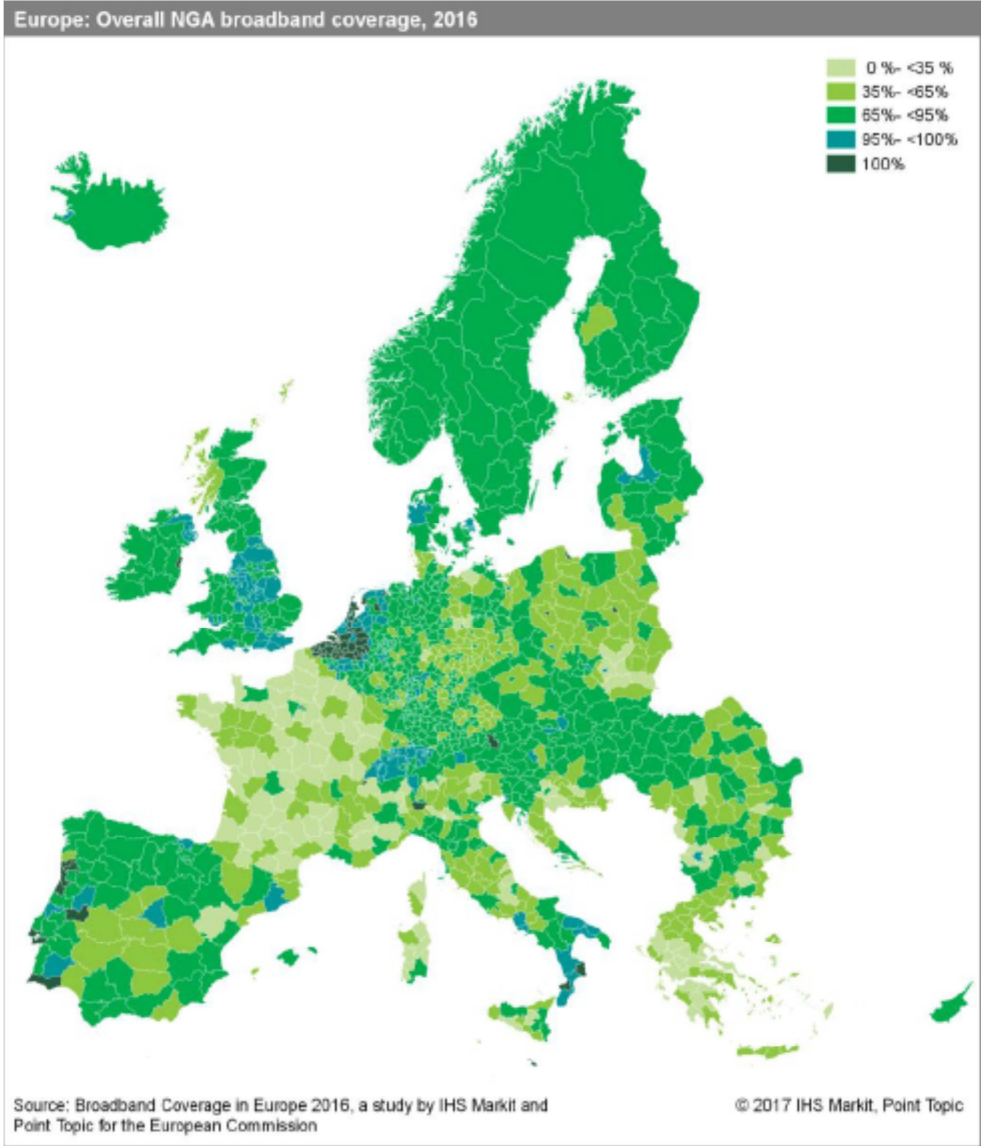 Europe: Overall NGA broadband coverage, 2016
0 %- <35 %
35%- <65%
65%- <95%
95%- <100%
100%
Source: Broadband Coverage in Europe 2016, a study by IHS Markit and
Point Topic for the European Commission
© 2017 IHS Markit, Point Topic